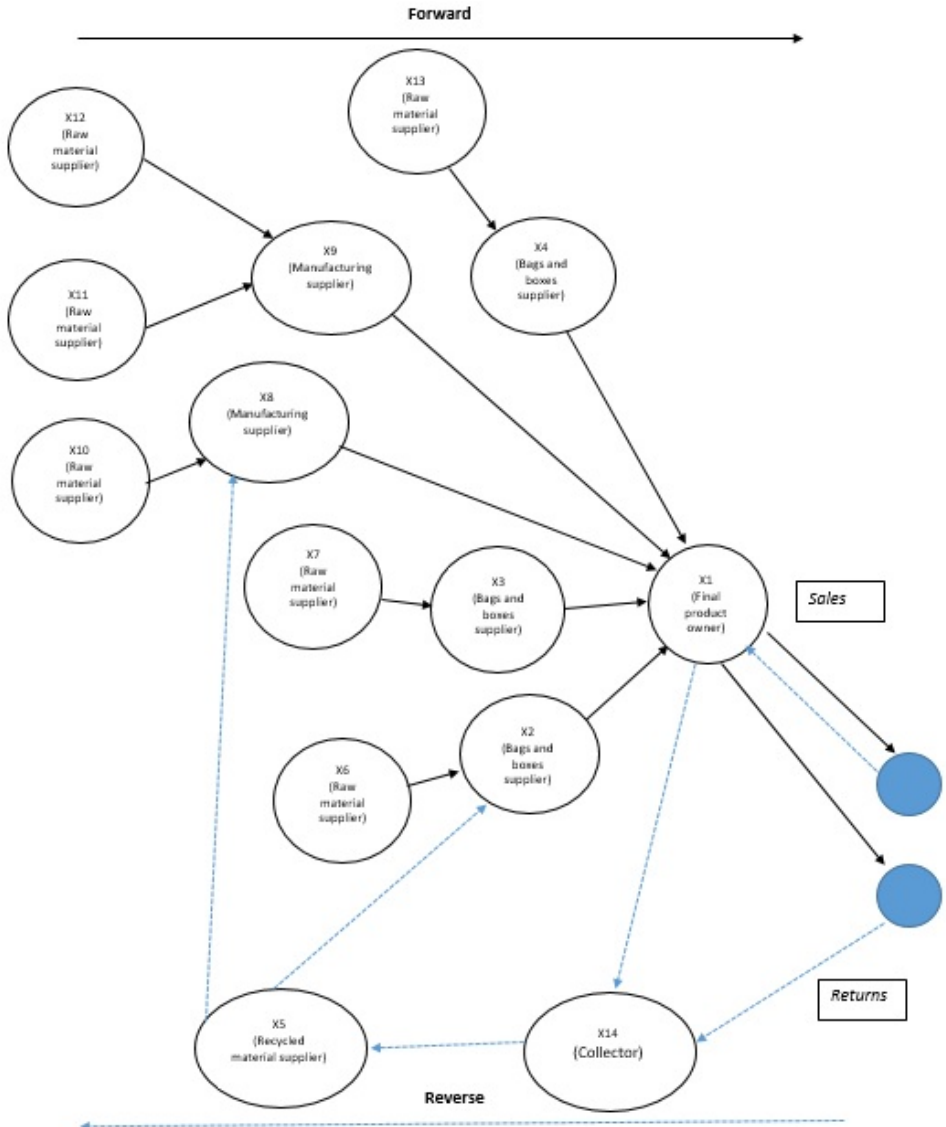 Forward
X13
(Raw
material
supplier)
X12
(Raw
material
supplier)
X9
(Manufacturing
supplier)
X4
(Bags and
boxes
supplier)
X11
(Raw
material
supplier)
X8
(Manufacturing
supplier)
X10
(Raw
material
supplier)
X7
(Raw
material
supplier)
X3
(Bags and
boxes
supplier)
X1
(Final
product
owner)
Sales
X2
(Bags and
boxes
supplier)
X6
(Raw
material
supplier)
Returns
X5
(Recycled
material supplier)
X14
(Collector)
Reverse